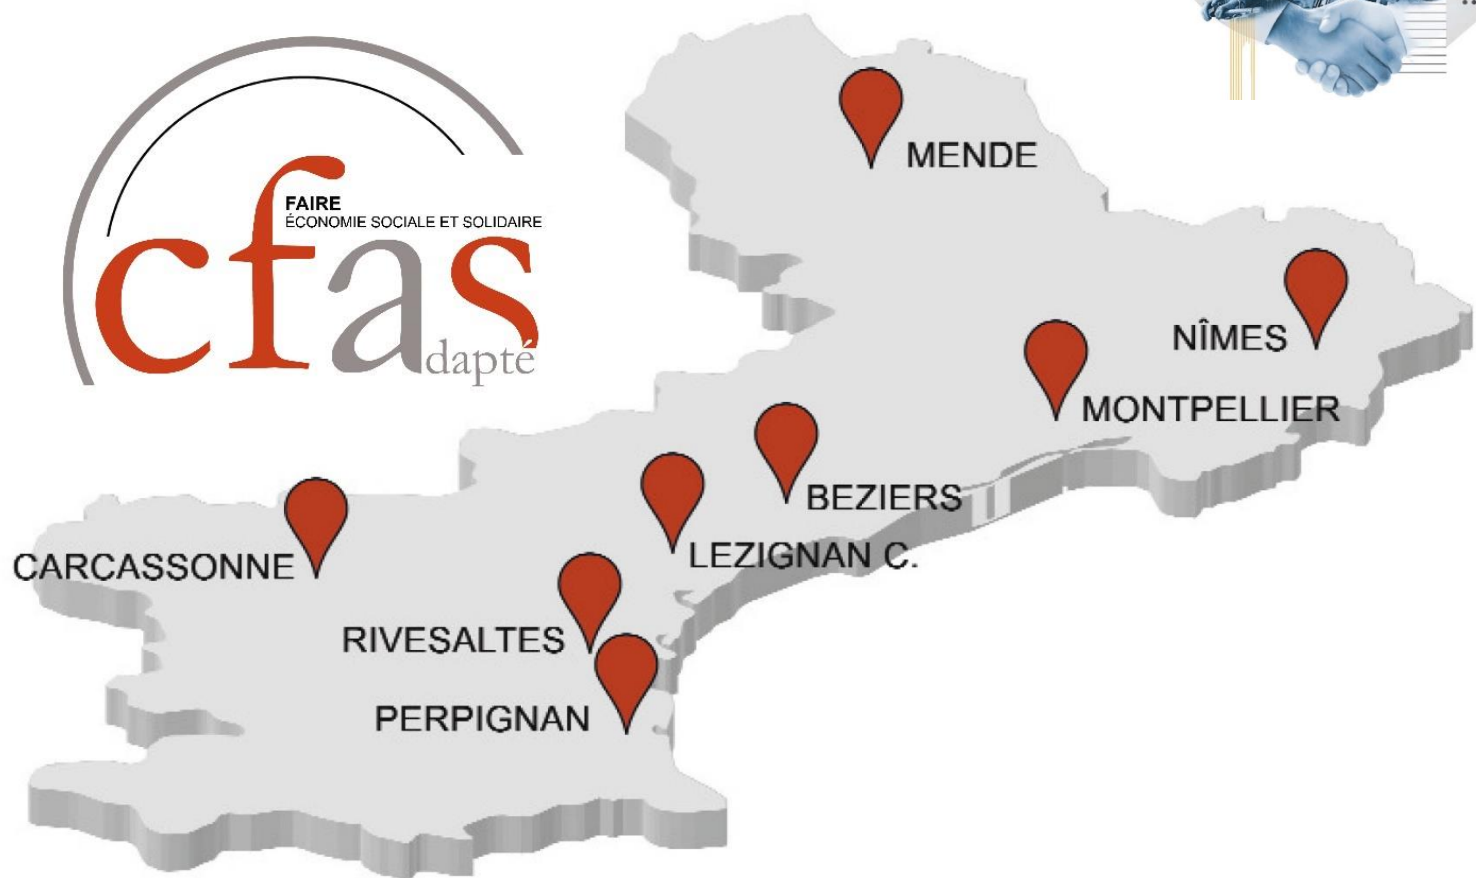 FAIRE
ÉCONOMIE SOCIALE ET SOLIDAIRE
cfas
dapté
MENDE
NÎMES
MONTPELLIER
BEZIERS
LEZIGNAN C.
CARCASSONNE
RIVESALTES
PERPIGNAN